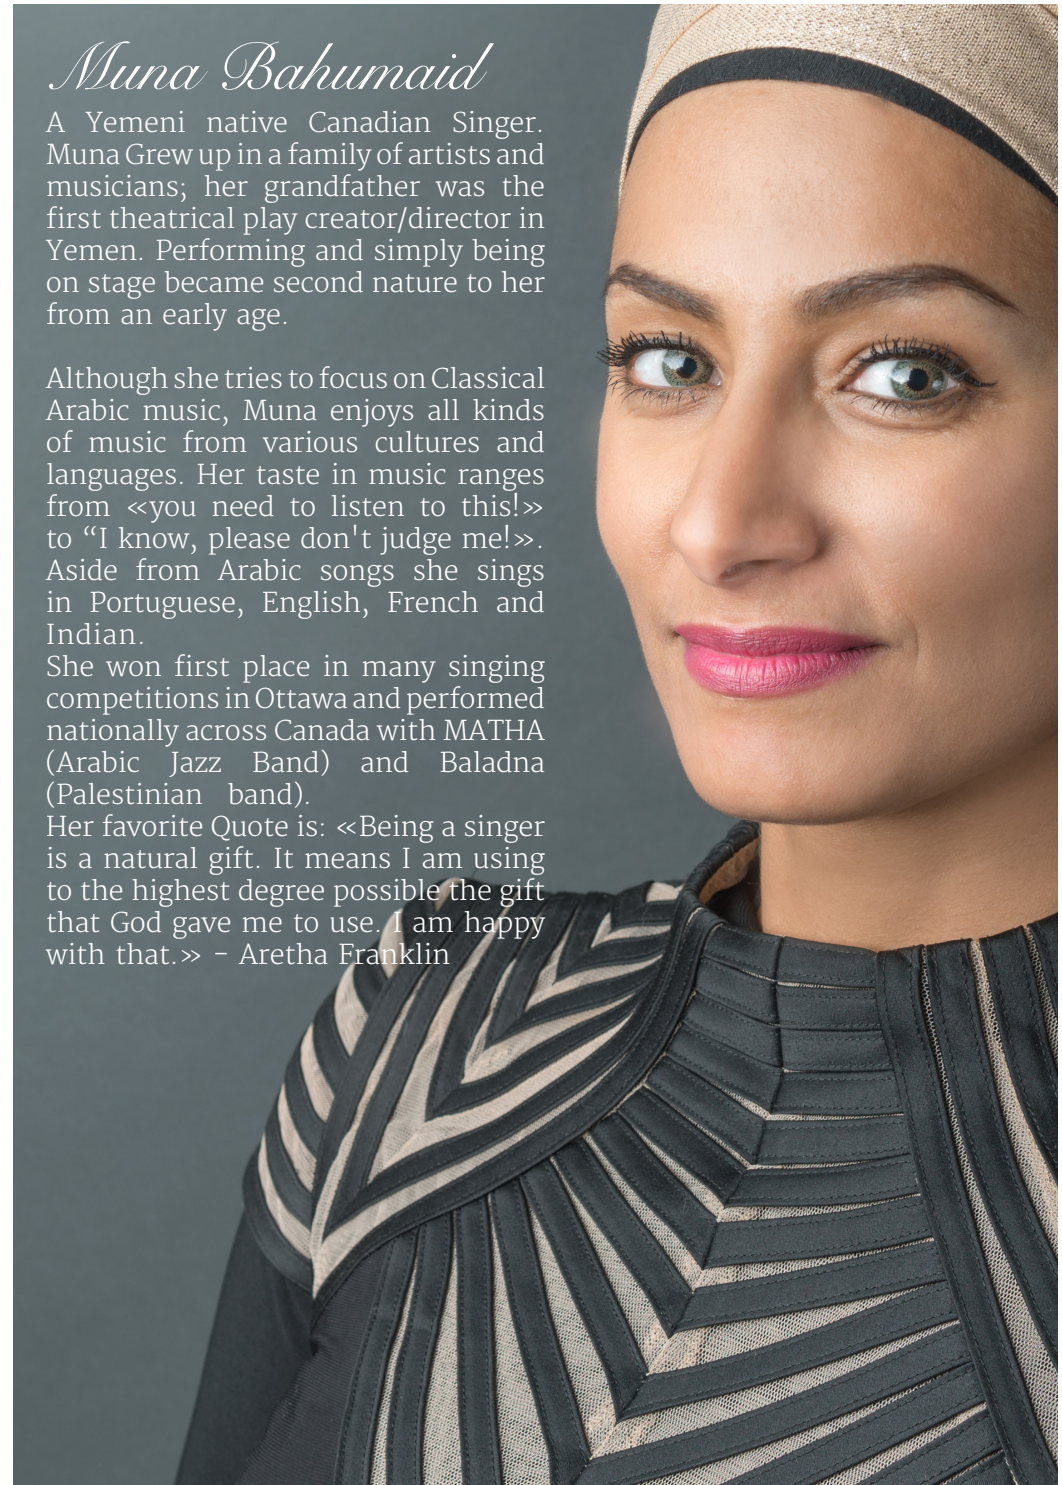 Muna Bahumaid
A Yemeni native Canadian Singer.
Muna Grew up in a family of artists and
musicians; her grandfather was the
first theatrical play creator/director in
Yemen. Performing and simply being
on stage became second nature to her
from an early age.
Although she tries to focus on Classical
Arabic music, Muna enjoys all kinds
of music from various cultures and
languages. Her taste in music ranges
from «you need to listen to this!»
to “I know, please don't judge me!».
Aside from Arabic songs she sings
in Portuguese, English, French and
Indian.
She won first place in many singing
competitions in Ottawa and performed
nationally across Canada with MATHA
(Arabic Jazz Band) and Baladna
(Palestinian band).
Her favorite Quote is: «Being a singer
is a natural gift. It means I am using
to the highest degree possible the gift
that God gave me to use. I am happy
with that.» - Aretha Franklin